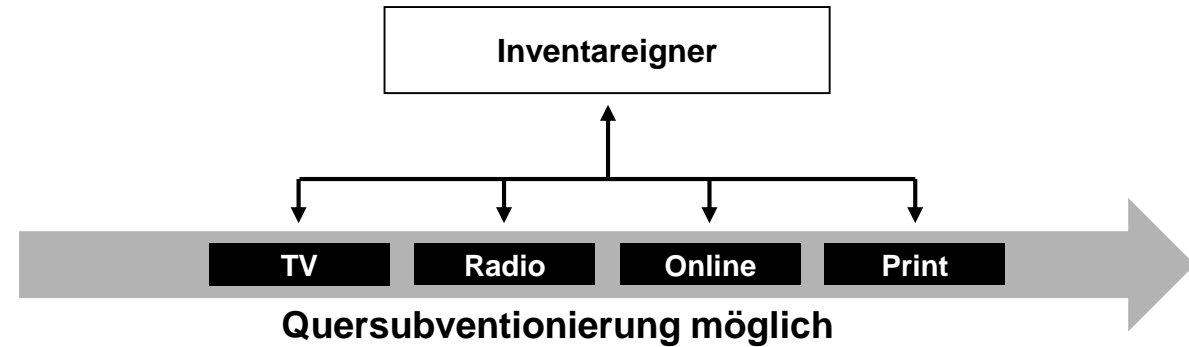 Inventareigner
TV Radio Online Print
Quersubventionierung möglich